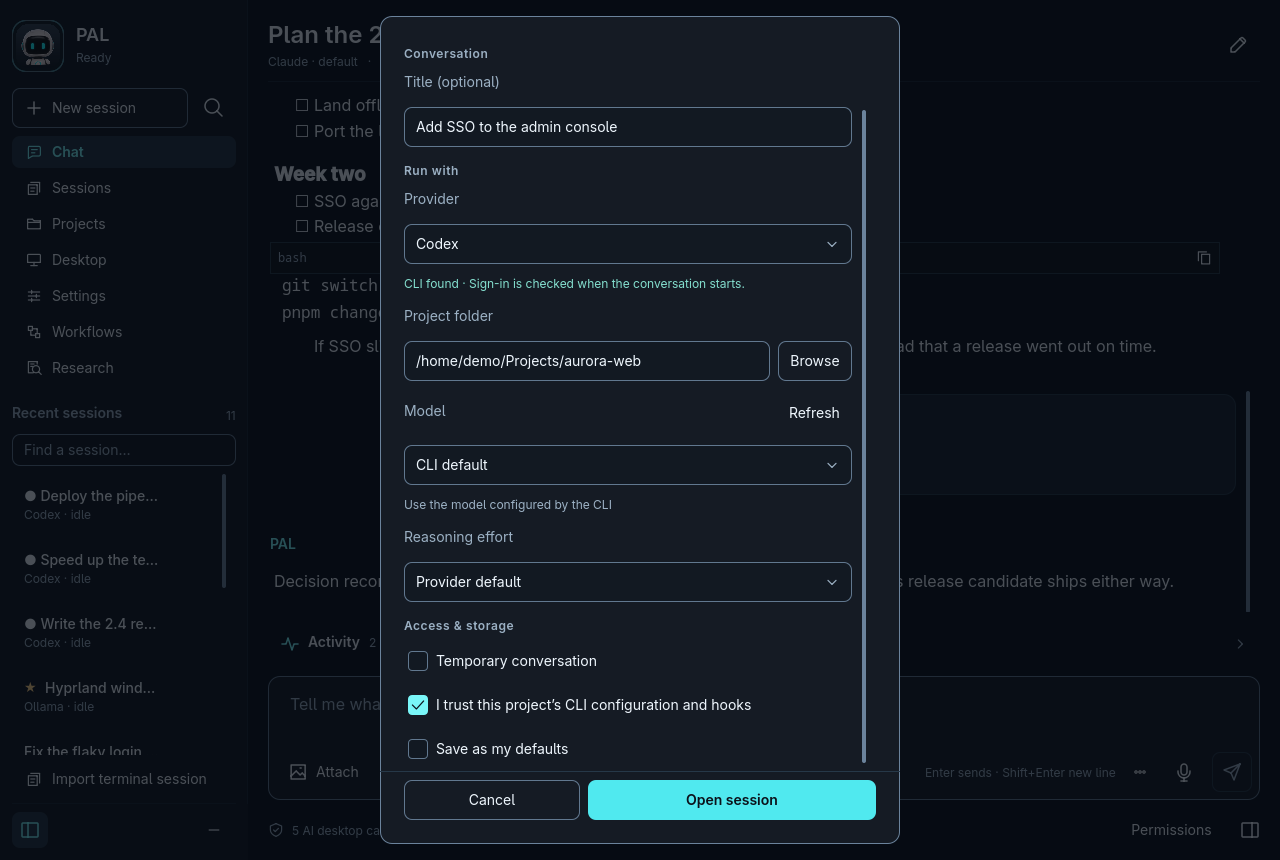 PAL
Ready
New session
Chat
Sessions
Projects
Desktop
Settings
Workflows
Research
Recent sessions 11
Find a session...
Deploy the pipe...
Codex · idle
Speed up the te...
Codex · idle
Write the 2.4 re...
Codex · idle
★ Hyprland wind...
Ollama · idle
Fix the flaky login
Import terminal session
5 AI desktop ca
Plan the 2
Claude · default ·
☐ Land offl
☐ Port the
Week two
☐ SSO aga
☐ Release
bash
git switch
pnpm chang
If SSO sl
ad that a release went out on time.
PAL
Decision recor
s release candidate ships either way.
Activity 2
Tell me wha
Attach
Enter sends · Shift+Enter new line
Permissions
Conversation
Title (optional)
Add SSO to the admin console
Run with
Provider
Codex
CLI found · Sign-in is checked when the conversation starts.
Project folder
/home/demo/Projects/aurora-web
Browse
Model
Refresh
CLI default
Use the model configured by the CLI
Reasoning effort
Provider default
Access & storage
Temporary conversation
I trust this project's CLI configuration and hooks
Save as my defaults
Cancel
Open session